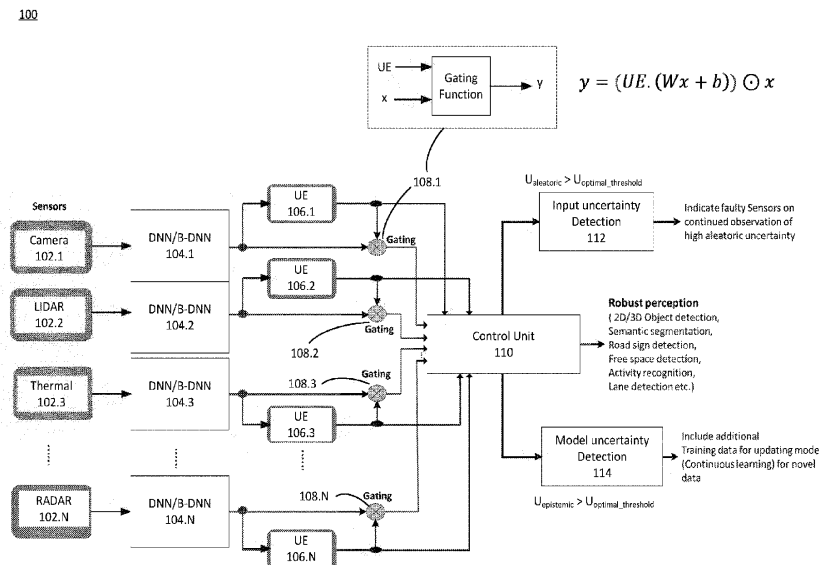 100
UE
x
Gating
Function
y
y = (UE. (Wx + b)) ⊙ x
108.1
Sensors
Camera
102.1
DNN/B-DNN
104.1
UE
106.1
Gating
LIDAR
102.2
DNN/B-DNN
104.2
UE
106.2
Gating
108.2
Thermal
102.3
DNN/B-DNN
104.3
108.3
Gating
UE
106.3
RADAR
102.N
DNN/B-DNN
104.N
108.N
Gating
UE
106.N
Control Unit
110
Ualeatoric > Uoptimal_threshold
Input uncertainty
Detection
112
Indicate faulty Sensors on
continued observation of
high aleatoric uncertainty
Robust perception
( 2D/3D Object detection,
Semantic segmentation,
Road sign detection,
Free space detection,
Activity recognition,
Lane detection etc.)
Model uncertainty
Detection
114
Include additional
Training data for updating mode
(Continuous learning) for novel
data
Uepistemic > Uoptimal_threshold